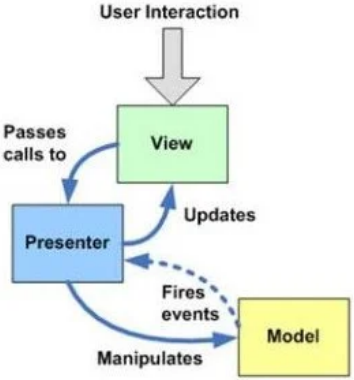 User Interaction
Passes
calls to
View
Updates
Presenter
Fires
events
Model
Manipulates